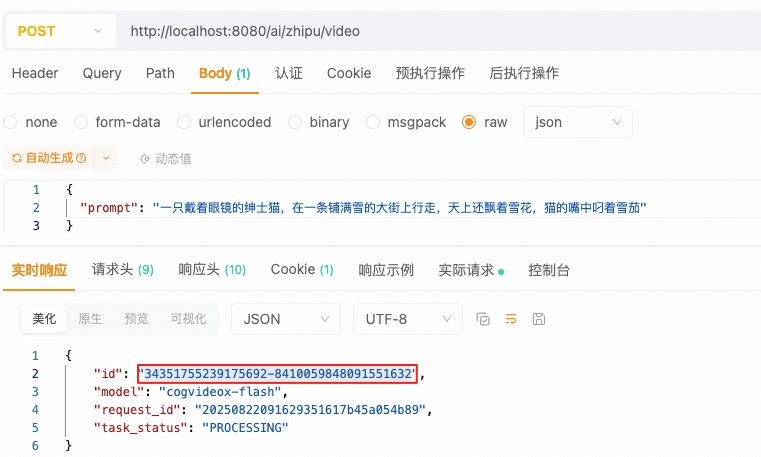 POST http://localhost:8080/ai/zhipu/video
Header Query Path Body (1) 认证 Cookie 预执行操作 后执行操作
none form-data urlencoded binary msgpack raw json
自动生成 动态值
1 {
2 "prompt": "一只戴着眼镜的绅士猫，在一条铺满雪的大街上行走，天上还飘着雪花，猫的嘴中叼着雪茄"
3 }
实时响应 请求头 (9) 响应头 (10) Cookie (1) 响应示例 实际请求 控制台
美化 原生 预览 可视化 JSON UTF-8
1 {
2 "id": "34351755239175692-8410059848091551632",
3 "model": "cogvideox-flash",
4 "request_id": "20250822091629351617b45a054b89",
5 "task_status": "PROCESSING"
6 }